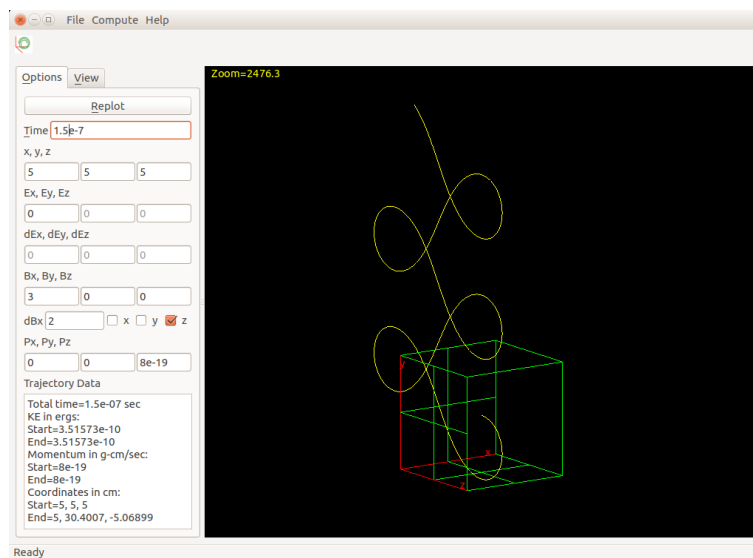 File Compute Help
Options View
Zoom=2476.3
Replot
Time 1.5e-7
x, y, z
5 5 5
Ex, Ey, Ez
0 0 0
dEx, dEy, dEz
0 0 0
Bx, By, Bz
3 0 0
dBx 2 x y z
Px, Py, Pz
0 0 8e-19
Trajectory Data
Total time=1.5e-07 sec
KE in ergs:
Start=3.51573e-10
End=3.51573e-10
Momentum in g-cm/sec:
Start=8e-19
End=8e-19
Coordinates in cm:
Start=5, 5, 5
End=5, 30.4007, -5.06899
y
x
z
Ready